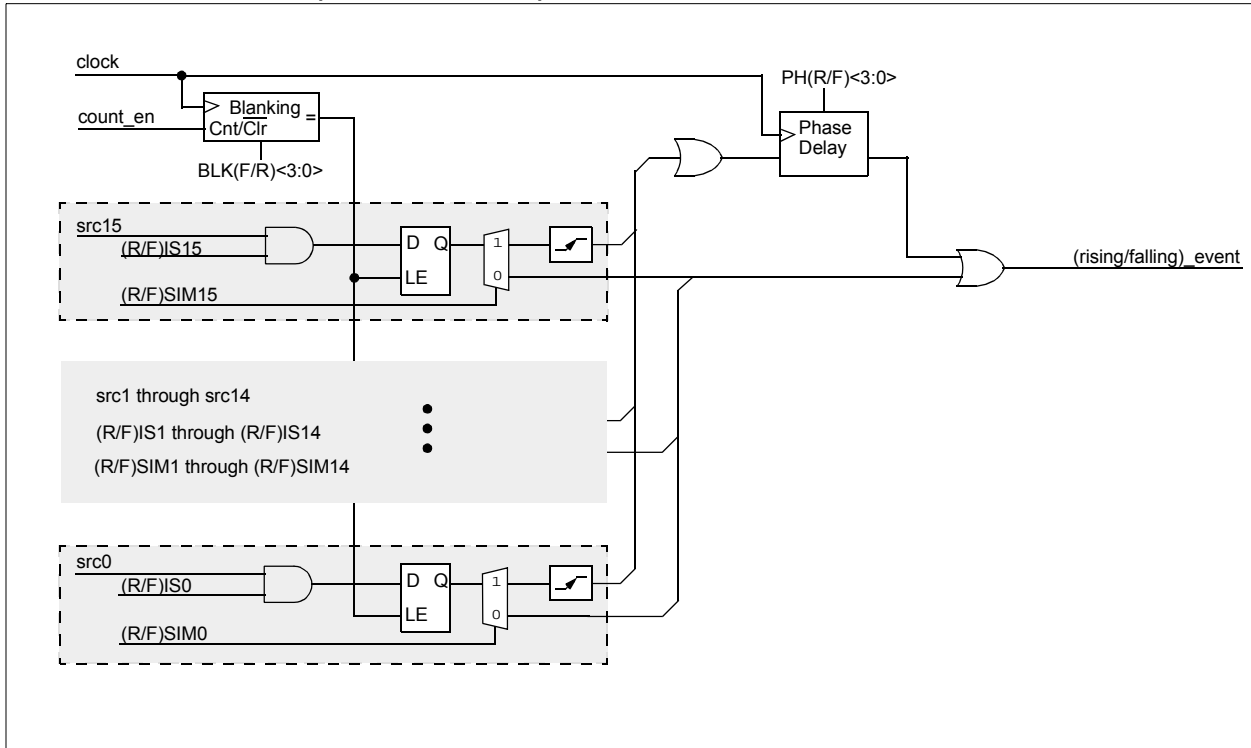 clock
count_en
Blanking
Cnt/Clr
=
BLK(F/R)<3:0>
PH(R/F)<3:0>
Phase
Delay
src15
(R/F)IS15
(R/F)SIM15
D Q
LE
1
0
(rising/falling)_event
src1 through src14
(R/F)IS1 through (R/F)IS14
(R/F)SIM1 through (R/F)SIM14
src0
(R/F)IS0
(R/F)SIM0
D Q
LE
1
0